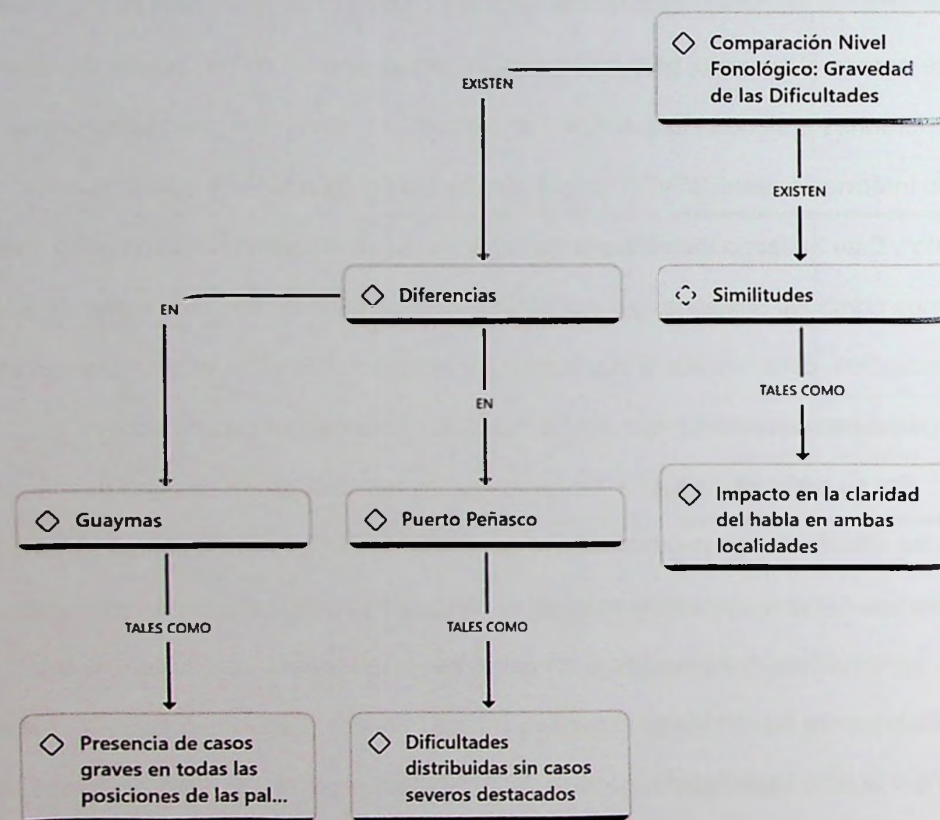 Comparación Nivel
Fonológico: Gravedad
de las Dificultades
EXISTEN
EXISTEN
Diferencias
Similitudes
EN
EN
TALES COMO
Guaymas
Puerto Peñasco
Impacto en la claridad
del habla en ambas
localidades
TALES COMO
TALES COMO
Presencia de casos
graves en todas las
posiciones de las pal...
Dificultades
distribuidas sin casos
severos destacados